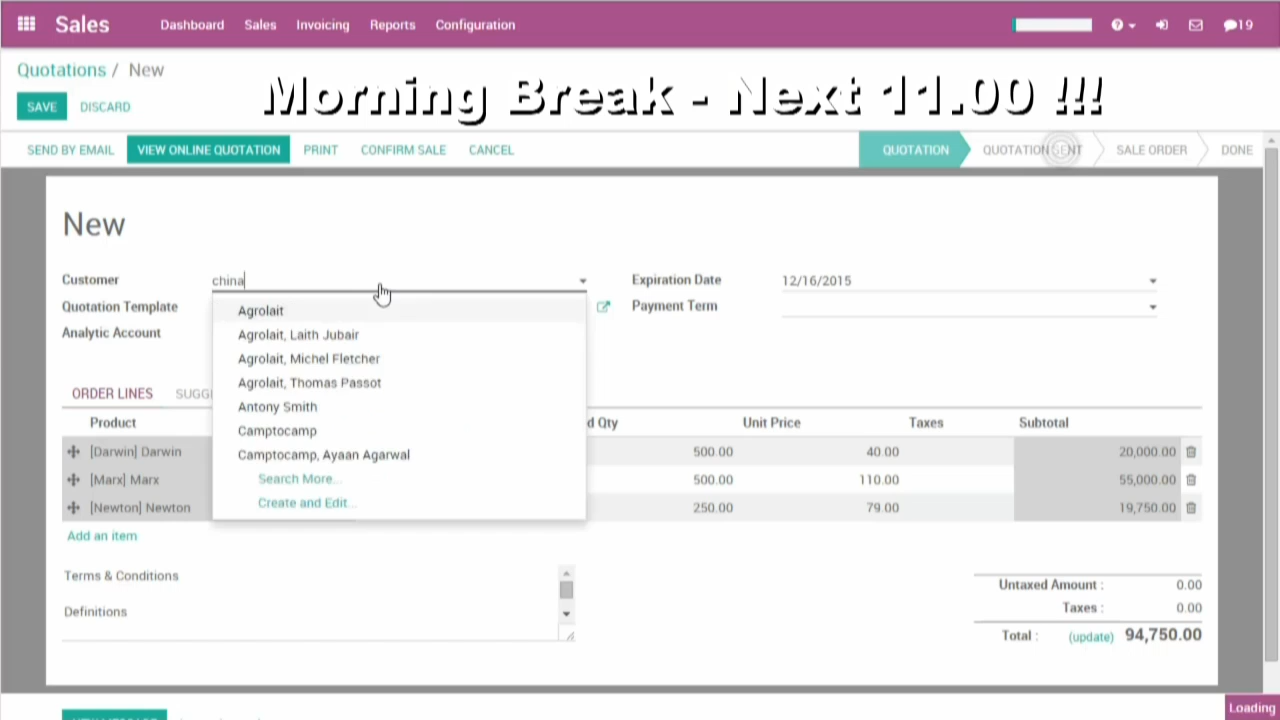 Sales Dashboard Sales Invoicing Reports Configuration 19
Quotations / New
Morning Break - Next 11.00 !!!
SAVE DISCARD
SEND BY EMAIL VIEW ONLINE QUOTATION PRINT CONFIRM SALE CANCEL QUOTATION QUOTATION SENT SALE ORDER DONE
New
Customer china Expiration Date 12/16/2015
Quotation Template Payment Term
Analytic Account
Agrolait
Agrolait, Laith Jubair
Agrolait, Michel Fletcher
Agrolait, Thomas Passot
Antony Smith
Camptocamp
Camptocamp, Ayaan Agarwal
Search More...
Create and Edit...
ORDER LINES SUGG
Product d Qty Unit Price Taxes Subtotal
[Darwin] Darwin 500.00 40.00 20,000.00
[Marx] Marx 500.00 110.00 55,000.00
[Newton] Newton 250.00 79.00 19,750.00
Add an item
Terms & Conditions
Definitions
Untaxed Amount : 0.00
Taxes : 0.00
Total : (update) 94,750.00
Loading